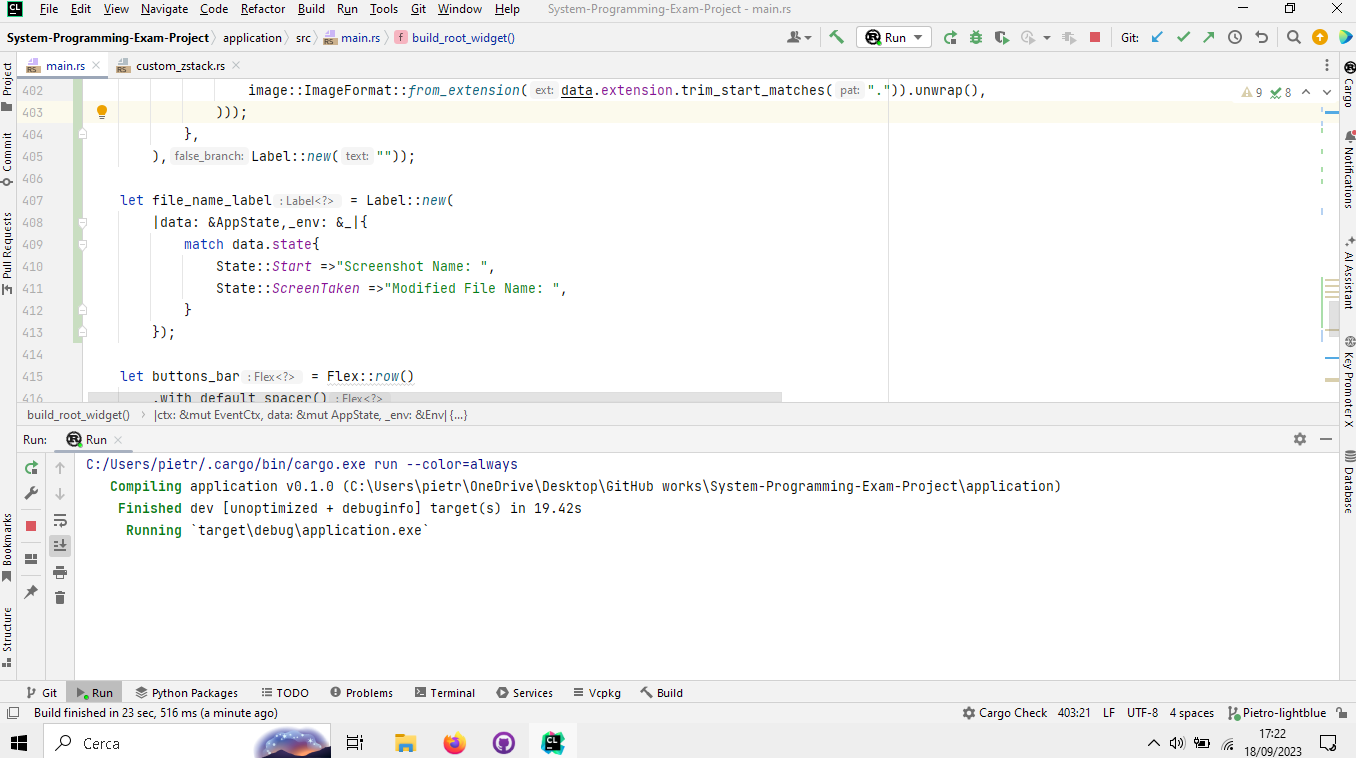 File Edit View Navigate Code Refactor Build Run Tools Git Window Help System-Programming-Exam-Project - main.rs
System-Programming-Exam-Project application src main.rs f build_root_widget() Run Git:
main.rs custom_zstack.rs
402 image::ImageFormat::from_extension( ext: data.extension.trim_start_matches( pat: ".")).unwrap(), 9 8
403 )));
404 },
405 ), false_branch: Label::new( text: ""));
406
407 let file_name_label : Label<?> = Label::new(
408 |data: &AppState,_env: &_|{
409 match data.state{
410 State::Start =>"Screenshot Name: ",
411 State::ScreenTaken =>"Modified File Name: ",
412 }
413 });
414
415 let buttons_bar : Flex<?> = Flex::row()
416 .with_default_spacer() : Flex<?>
build_root_widget() |ctx: &mut EventCtx, data: &mut AppState, _env: &Env| {...}
Run: Run
C:/Users/pietr/.cargo/bin/cargo.exe run --color=always
Compiling application v0.1.0 (C:\Users\pietr\OneDrive\Desktop\GitHub works\System-Programming-Exam-Project\application)
Finished dev [unoptimized + debuginfo] target(s) in 19.42s
Running `target\debug\application.exe`
Project
Commit
Pull Requests
Bookmarks
Structure
Cargo
Notifications
AI Assistant
Key Promoter X
Database
Git Run Python Packages TODO Problems Terminal Services Vcpkg Build
Build finished in 23 sec, 516 ms (a minute ago) Cargo Check 403:21 LF UTF-8 4 spaces Pietro-lightblue
Cerca
17:22
18/09/2023